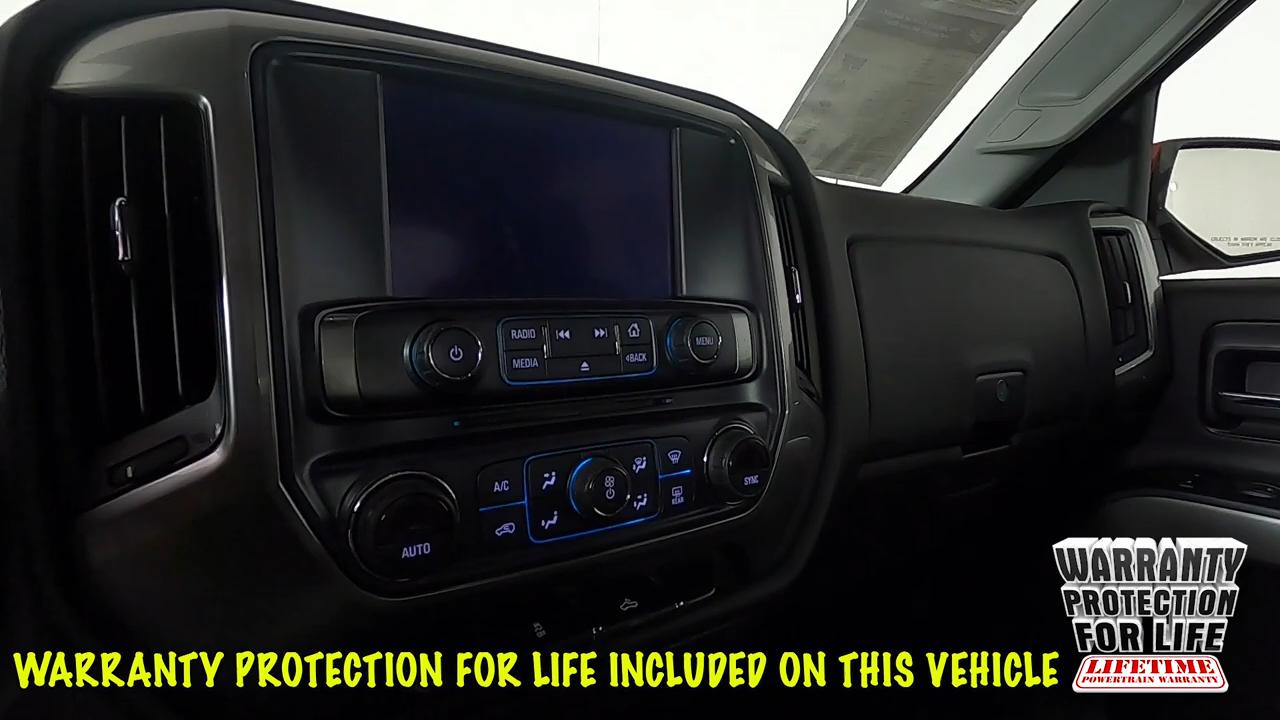 RADIO
MEDIA
BACK
MENU
A/C
REAR
SYNC
AUTO
WARRANTY
PROTECTION
FOR LIFE
LIFETIME
POWERTRAIN WARRANTY
WARRANTY PROTECTION FOR LIFE INCLUDED ON THIS VEHICLE